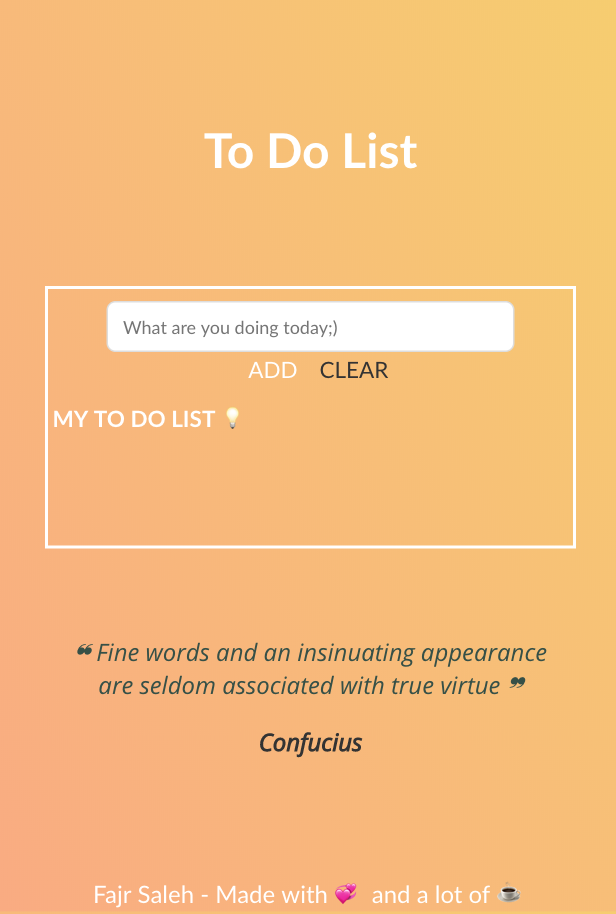 To Do List
What are you doing today;)
ADD CLEAR
MY TO DO LIST 💡
❝ Fine words and an insinuating appearance
are seldom associated with true virtue ❞
Confucius
Fajr Saleh - Made with 💞 and a lot of ☕